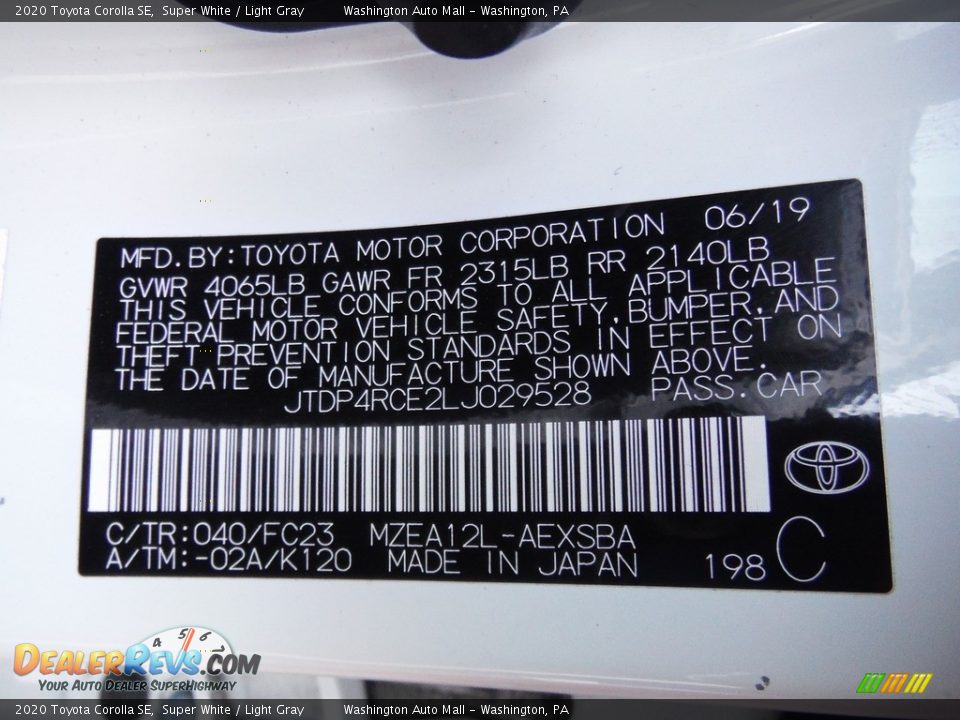 2020 Toyota Corolla SE, Super White / Light Gray Washington Auto Mall - Washington, PA
MFD.BY:TOYOTA MOTOR CORPORATION 06/19
GVWR 4065LB GAWR FR 2315LB RR 2140LB
THIS VEHICLE CONFORMS TO ALL APPLICABLE
FEDERAL MOTOR VEHICLE SAFETY,BUMPER,AND
THEFT PREVENTION STANDARDS IN EFFECT ON
THE DATE OF MANUFACTURE SHOWN ABOVE.
JTDP4RCE2LJ029528 PASS.CAR
C/TR:040/FC23 MZEA12L-AEXSBA
A/TM:-02A/K120 MADE IN JAPAN 198 C
4 5 6
DealerRevs.com
Your Auto Dealer SuperHighway
2020 Toyota Corolla SE, Super White / Light Gray Washington Auto Mall - Washington, PA